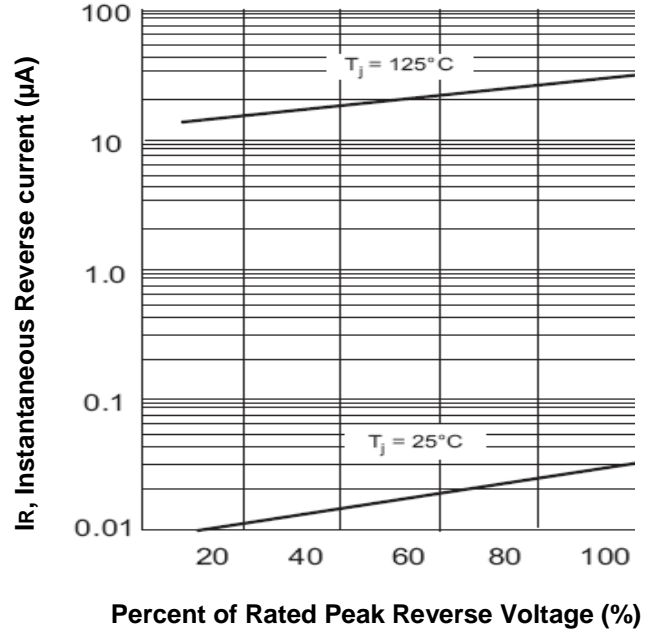 IR, Instantaneous Reverse current (μA)
100
10
1.0
0.1
0.01
Tj = 125°C
Tj = 25°C
20 40 60 80 100
Percent of Rated Peak Reverse Voltage (%)